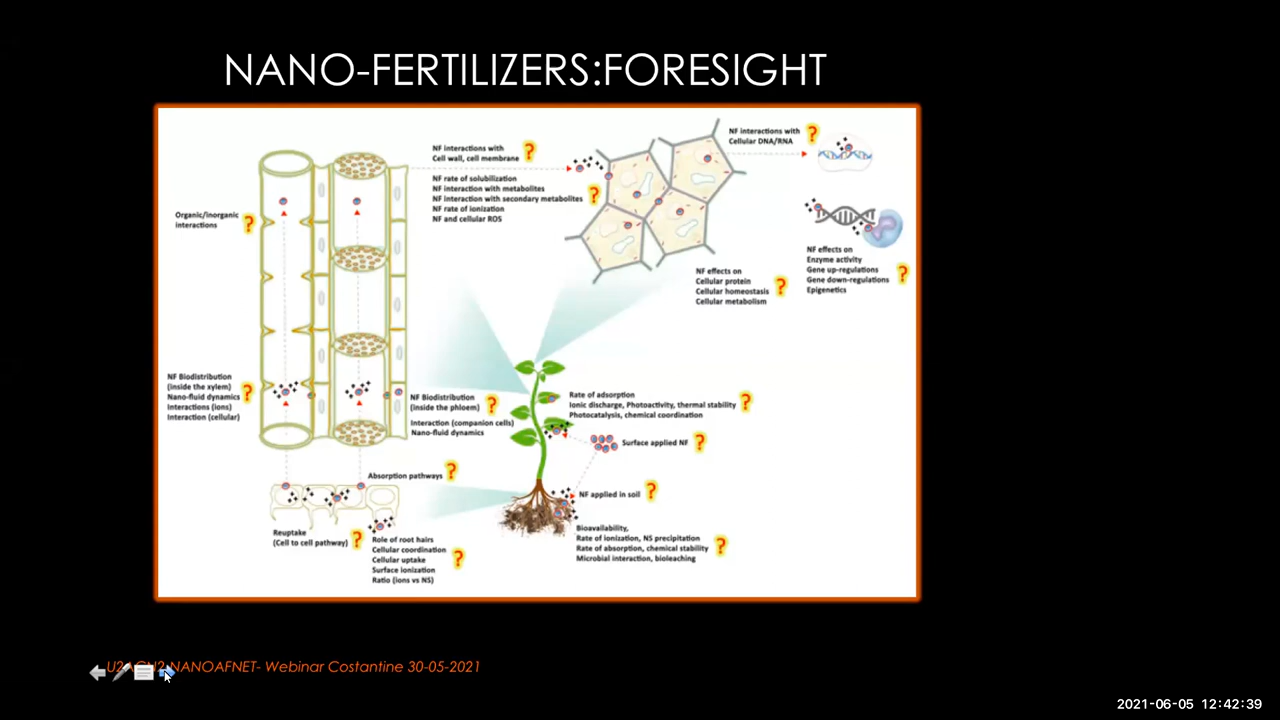 NANO-FERTILIZERS:FORESIGHT
NF interactions with
Cell wall, cell membrane
?
NF rate of solubilization
NF interaction with metabolites
NF interaction with secondary metabolites
NF rate of ionization
NF and cellular ROS
?
NF interactions with
Cellular DNA/RNA
?
Organic/inorganic
interactions
?
NF effects on
Cellular protein
Cellular homeostasis
Cellular metabolism
?
NF effects on
Enzyme activity
Gene up-regulations
Gene down-regulations
Epigenetics
?
NF Biodistribution
(inside the xylem)
Nano-fluid dynamics
Interactions (ions)
Interaction (cellular)
?
NF Biodistribution
(inside the phloem)
?
Interaction (companion cells)
Nano-fluid dynamics
Rate of adsorption
Ionic discharge, Photoactivity, thermal stability
Photocatalysis, chemical coordination
?
Surface applied NF ?
Absorption pathways ?
NF applied in soil ?
Reuptake
(Cell to cell pathway)
?
Role of root hairs
Cellular coordination
Cellular uptake
Surface ionization
Ratio (ions vs NS)
?
Bioavailability,
Rate of ionization, NS precipitation
Rate of absorption, chemical stability
Microbial interaction, bioleaching
?
NANOAFNET- Webinar Costantine 30-05-2021
2021-06-05 12:42:39